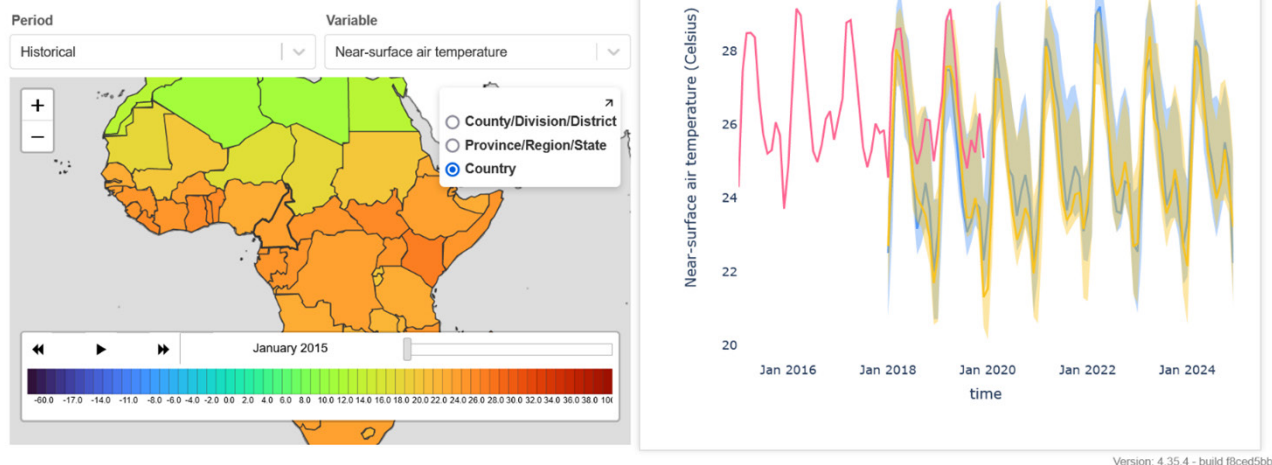 Period
Variable
Historical
Near-surface air temperature
+
−
County/Division/District
Province/Region/State
Country
January 2015
-60.0 -17.0 -14.0 -11.0 -8.0 -6.0 -4.0 -2.0 0.0 2.0 4.0 6.0 8.0 10.0 12.0 14.0 16.0 18.0 20.0 22.0 24.0 26.0 28.0 30.0 32.0 34.0 36.0 38.0
Near-surface air temperature (Celsius)
28
26
24
22
20
Jan 2016 Jan 2018 Jan 2020 Jan 2022 Jan 2024
time
Version: 4.35.4 - build f8ced5bb